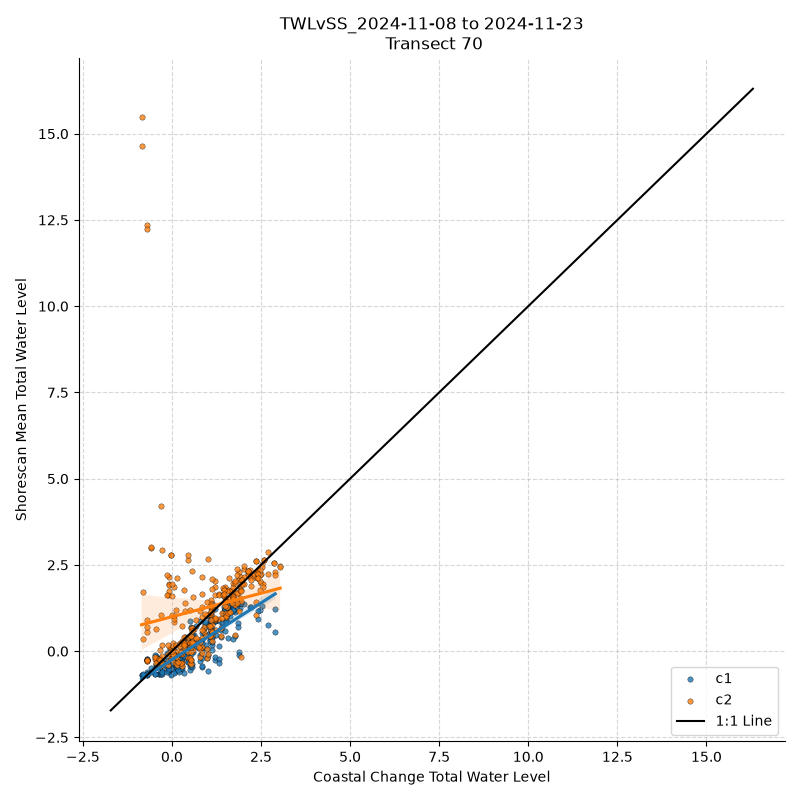 TWLvSS_2024-11-08 to 2024-11-23
Transect 70
Shorescan Mean Total Water Level
15.0
12.5
10.0
7.5
5.0
2.5
0.0
−2.5
−2.5 0.0 2.5 5.0 7.5 10.0 12.5 15.0
Coastal Change Total Water Level
c1
c2
1:1 Line